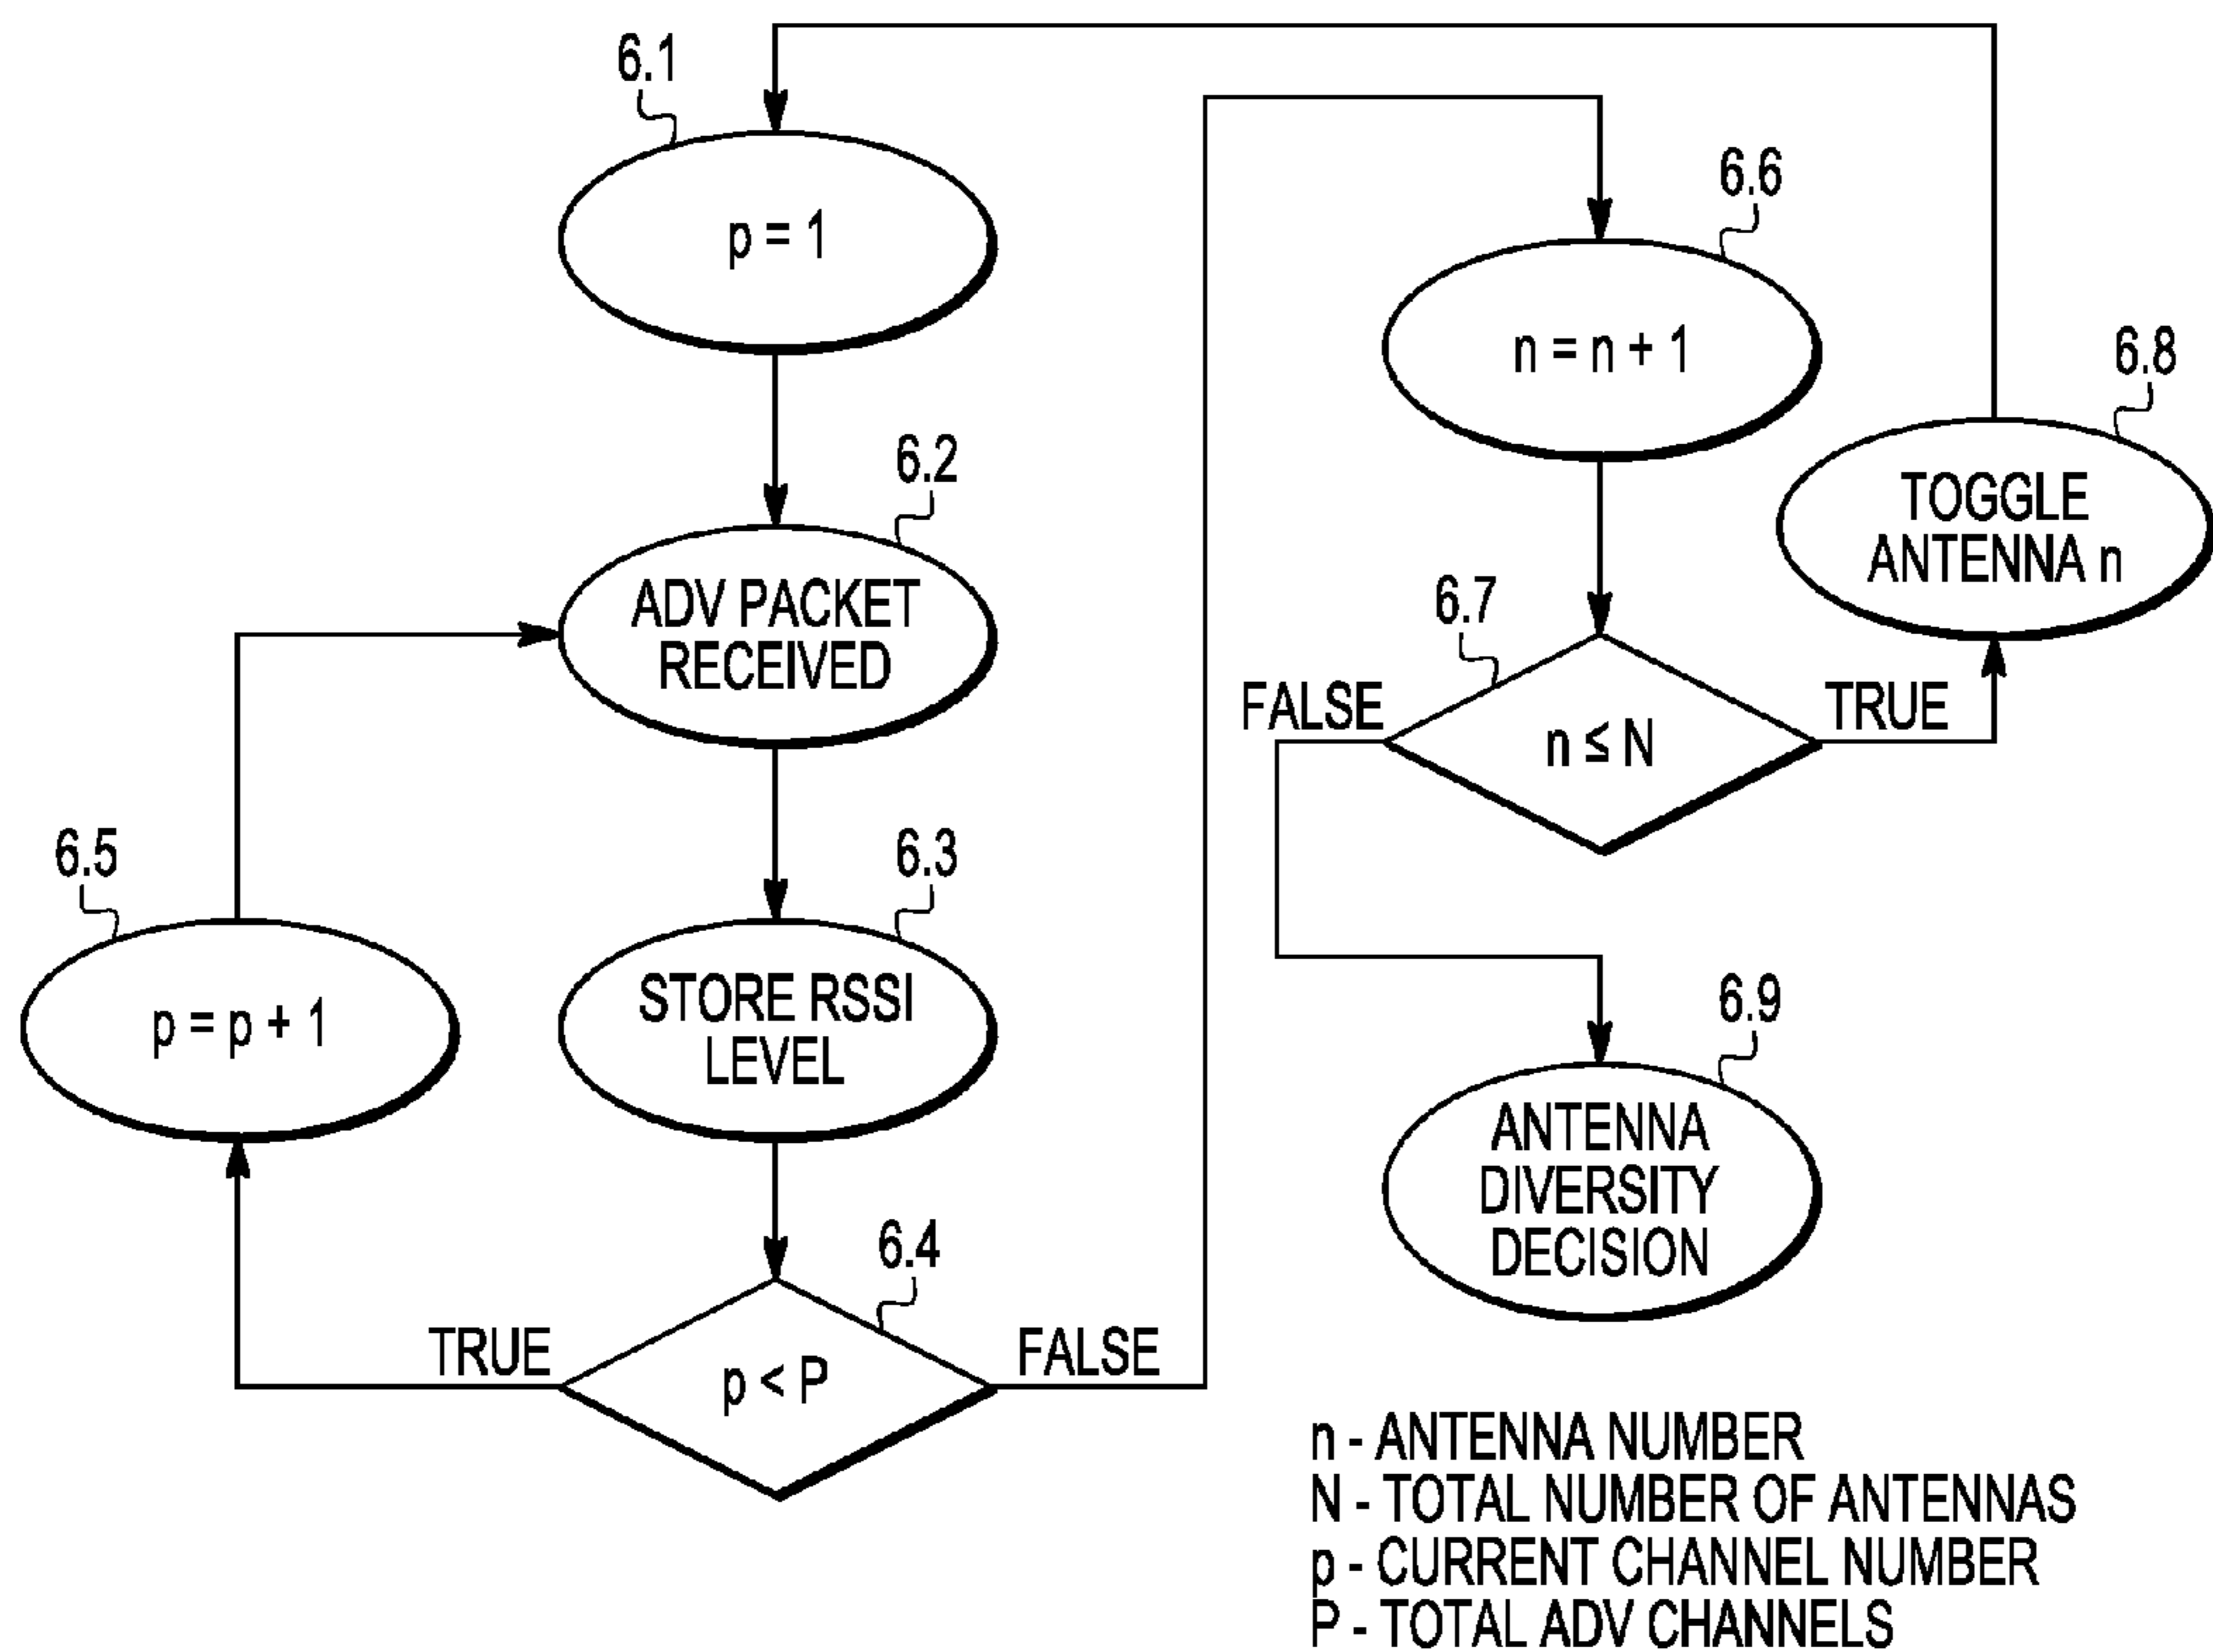 6.1
p = 1
6.2
ADV PACKET
RECEIVED
6.3
STORE RSSI
LEVEL
6.4
p < P
TRUE
FALSE
6.5
p = p + 1
6.6
n = n + 1
6.7
n ≤ N
FALSE
TRUE
6.8
TOGGLE
ANTENNA n
6.9
ANTENNA
DIVERSITY
DECISION
n - ANTENNA NUMBER
N - TOTAL NUMBER OF ANTENNAS
p - CURRENT CHANNEL NUMBER
P - TOTAL ADV CHANNELS